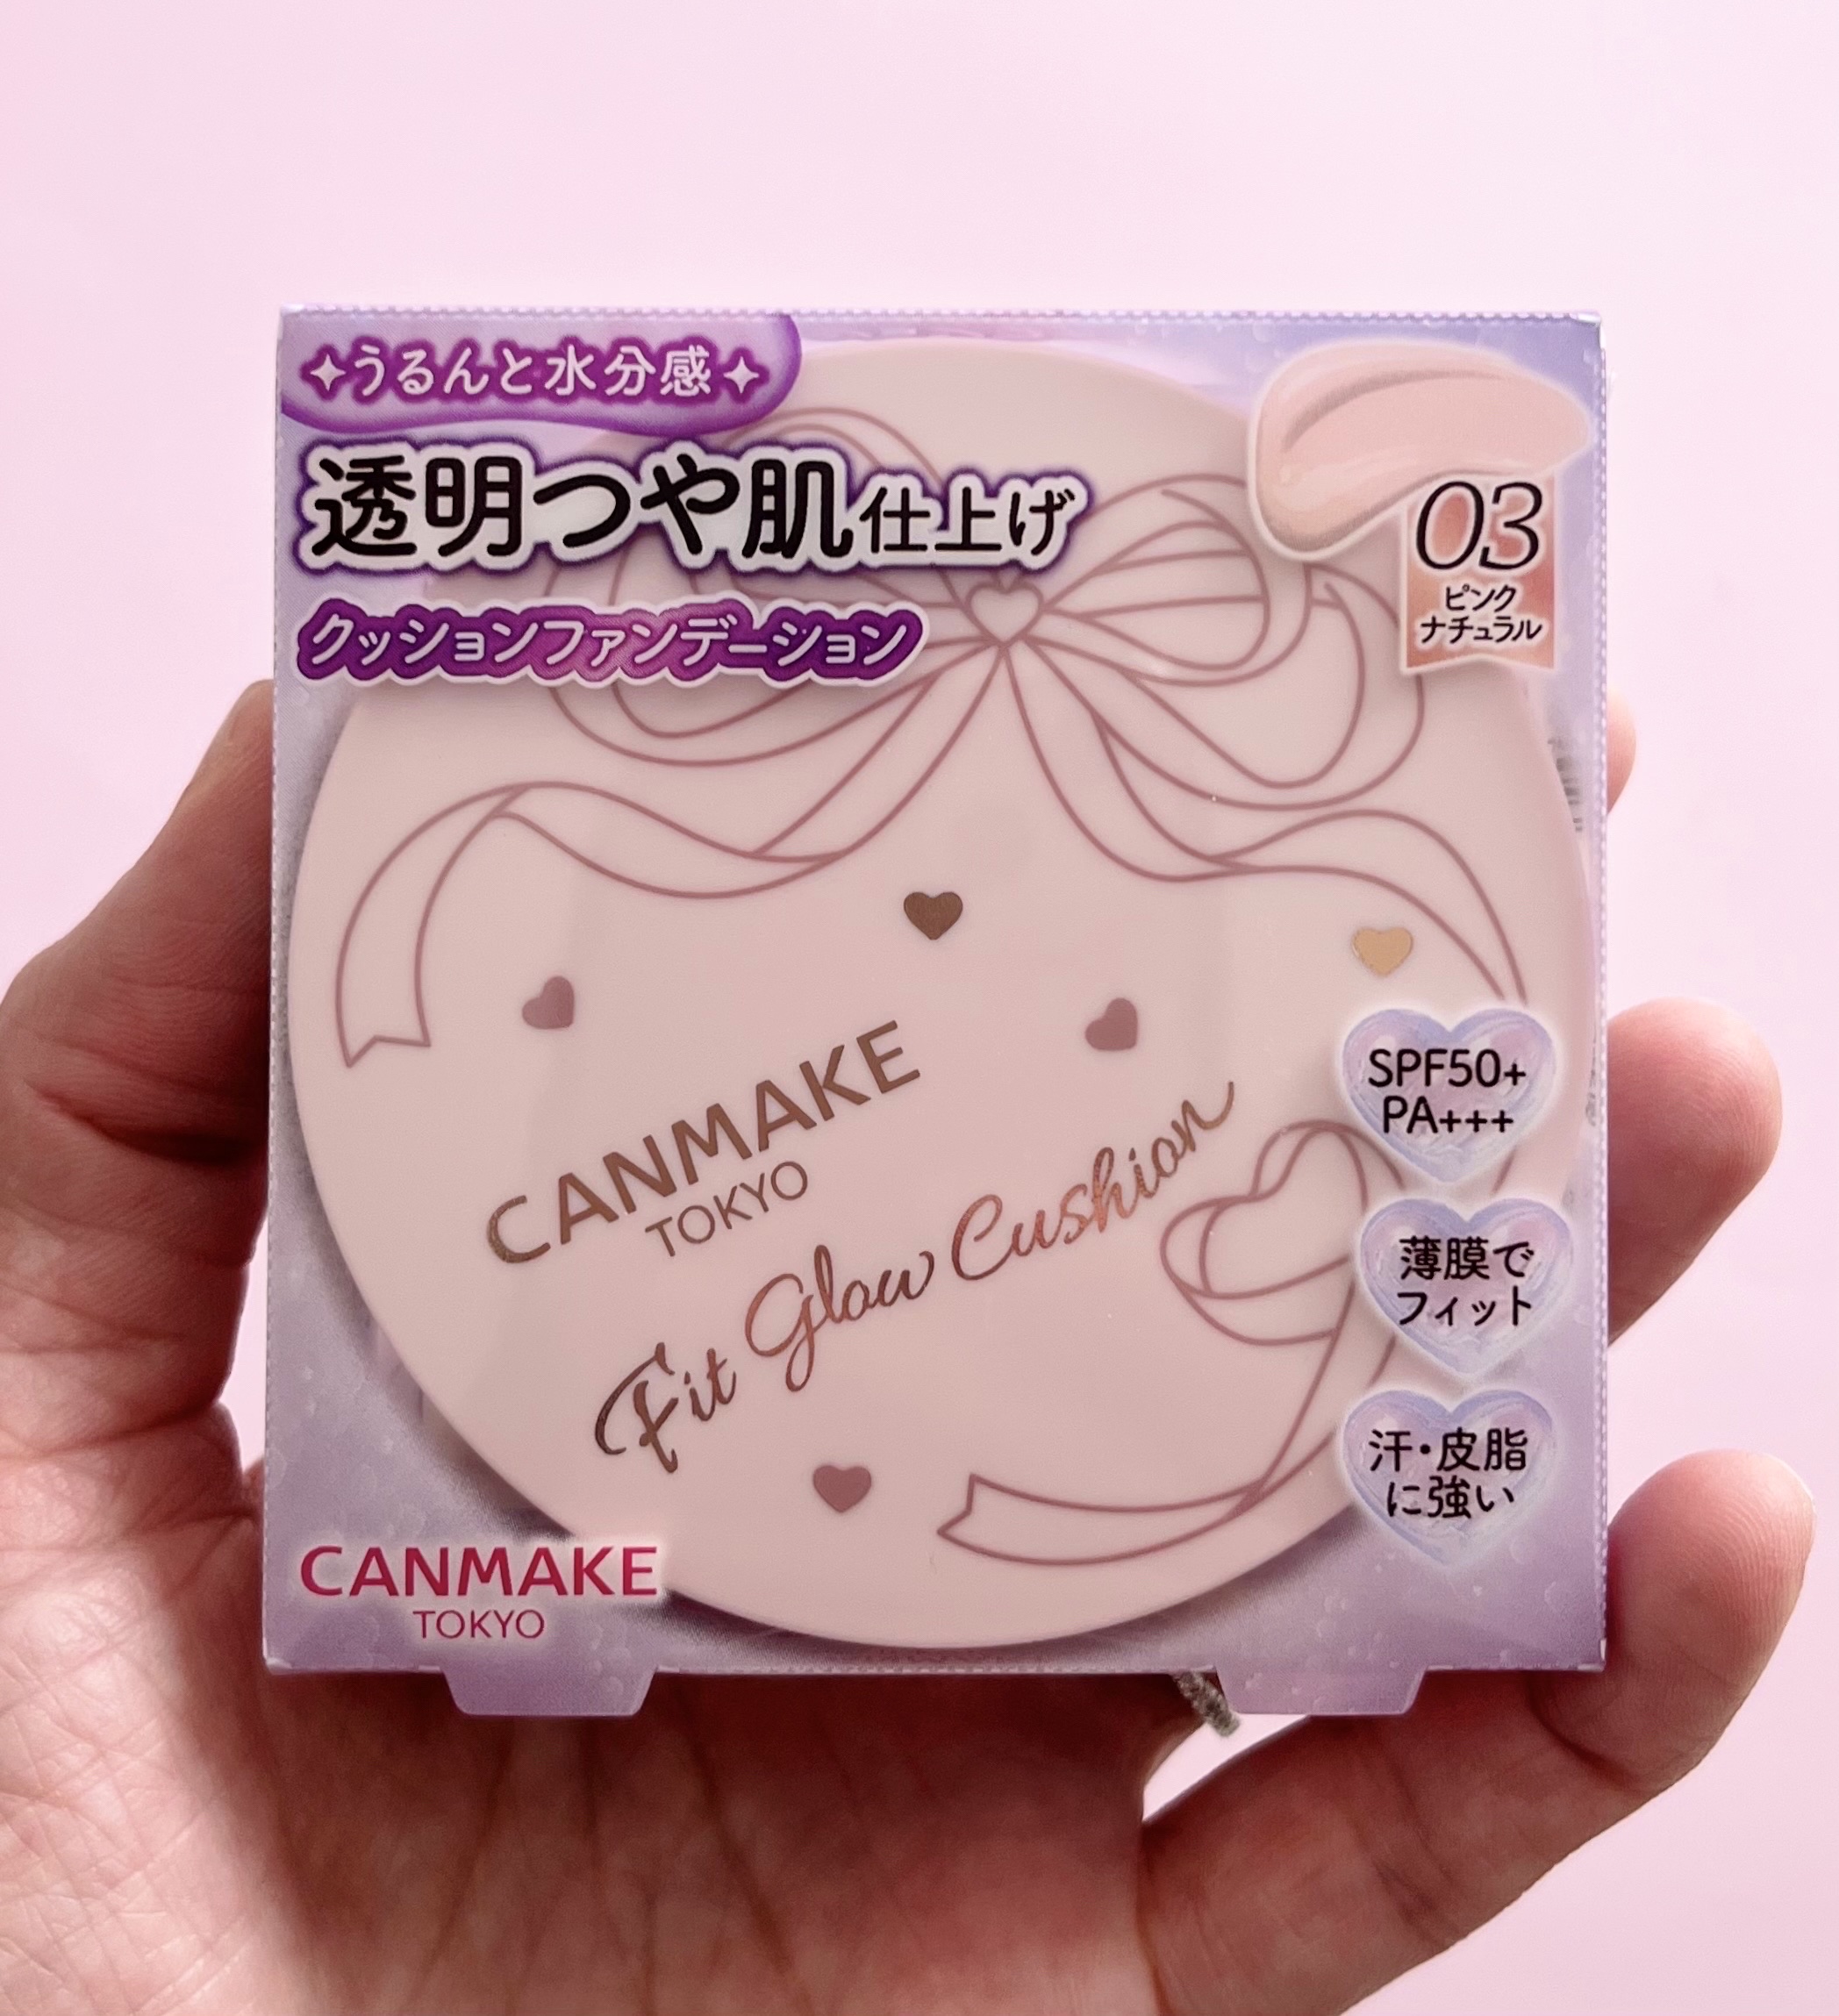 うるんと水分感
透明つや肌仕上げ
クッションファンデーション
03
ピンク
ナチュラル
CANMAKE
TOKYO
Fit Glow Cushion
SPF50+
PA+++
薄膜で
フィット
汗・皮脂
に強い
CANMAKE
TOKYO